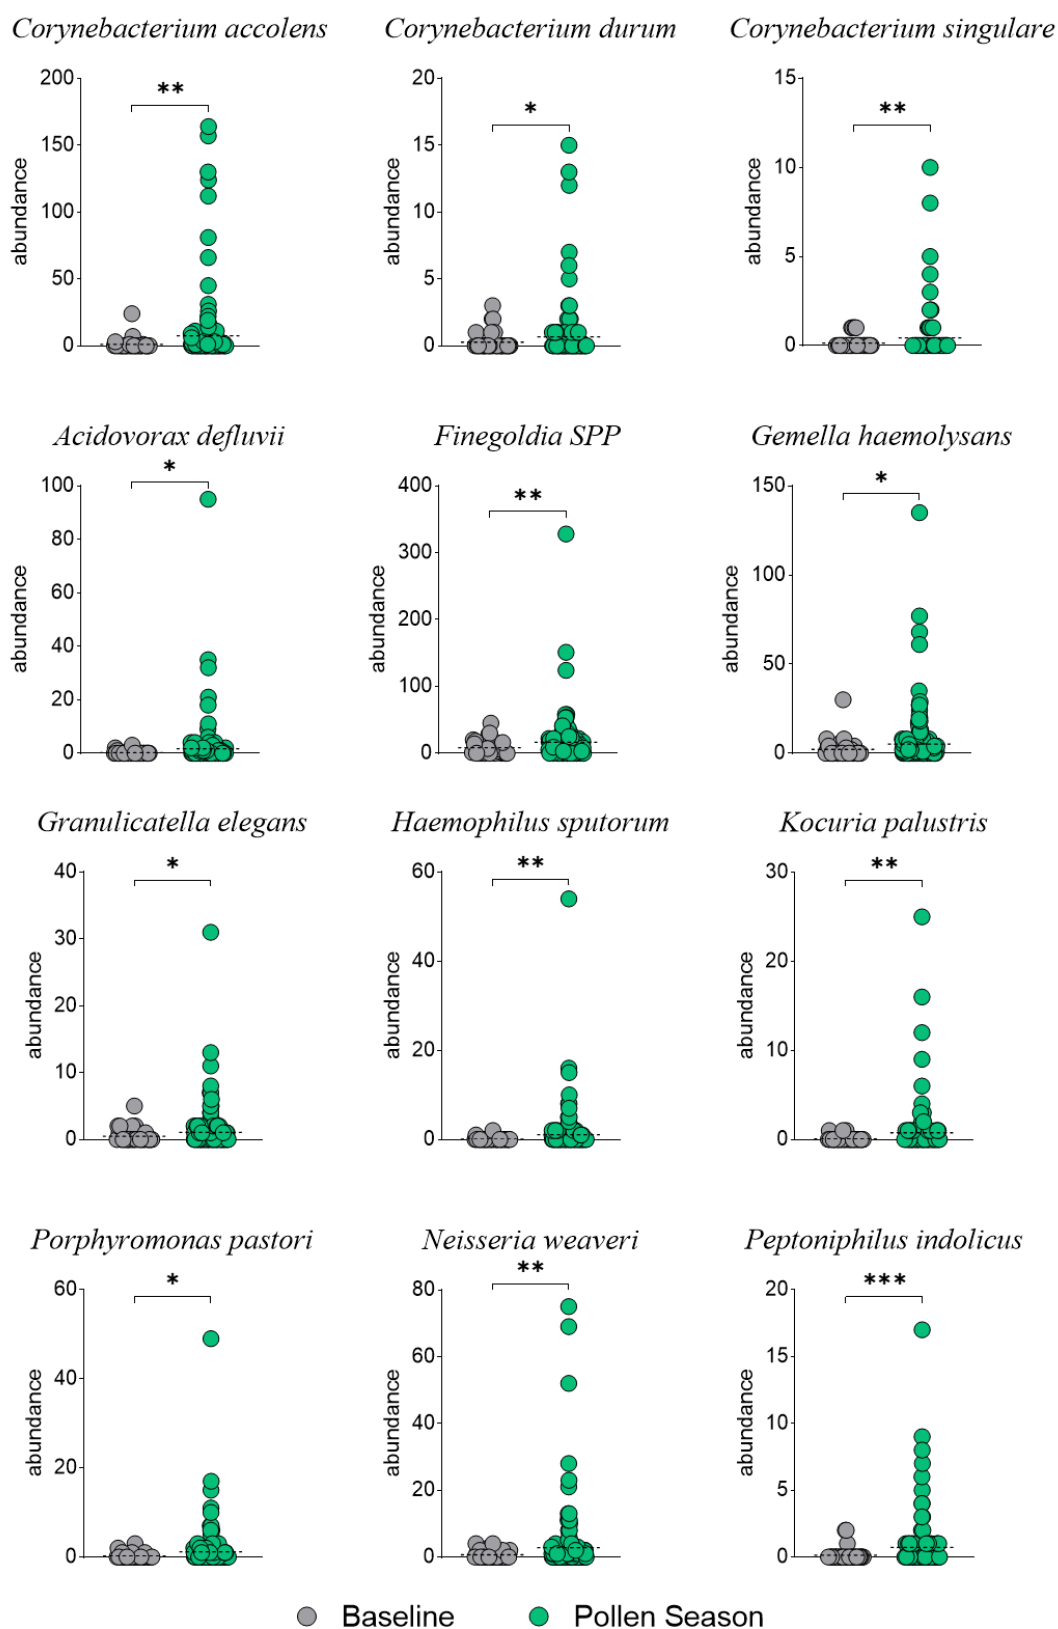 Corynebacterium accolens
Corynebacterium durum
Corynebacterium singulare
200
150
100
50
0
abundance
**
20
15
10
5
0
abundance
*
15
10
5
0
abundance
**
Acidovorax defluvii
Finegoldia SPP
Gemella haemolysans
100
80
60
40
20
0
abundance
*
400
300
200
100
0
abundance
**
150
100
50
0
abundance
*
Granulicatella elegans
Haemophilus sputorum
Kocuria palustris
40
30
20
10
0
abundance
*
60
40
20
0
abundance
**
30
20
10
0
abundance
**
Porphyromonas pastori
Neisseria weaveri
Peptoniphilus indolicus
60
40
20
0
abundance
*
80
60
40
20
0
abundance
**
20
15
10
5
0
abundance
***
Baseline
Pollen Season